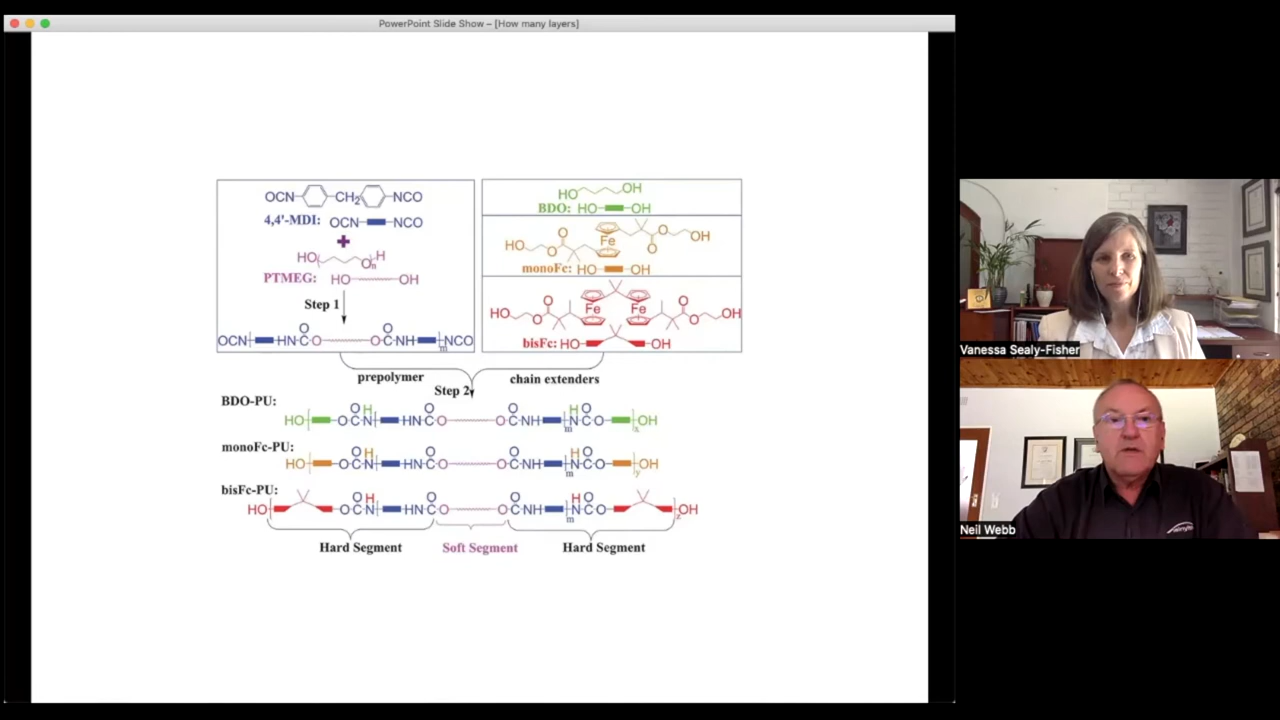 PowerPoint Slide Show – [How many layers]
OCN CH2 NCO
4,4'-MDI: OCN NCO
HO O H
n
PTMEG: HO OH
Step 1
OCN HN C O O C NH NCO
O O
m
HO OH
BDO: HO OH
HO O O Fe O O OH
monoFc: HO OH
HO O O Fe Fe O O OH
bisFc: HO OH
prepolymer
Step 2
chain extenders
BDO-PU:
HO O C N H HN C O O C NH N H C O OH
O O O O
m x
monoFc-PU:
HO O C N H HN C O O C NH N H C O OH
O O O O
m y
bisFc-PU:
HO O C N H HN C O O C NH N H C O OH
O O O O
m z
Hard Segment Soft Segment Hard Segment
Vanessa Sealy-Fisher
Neil Webb